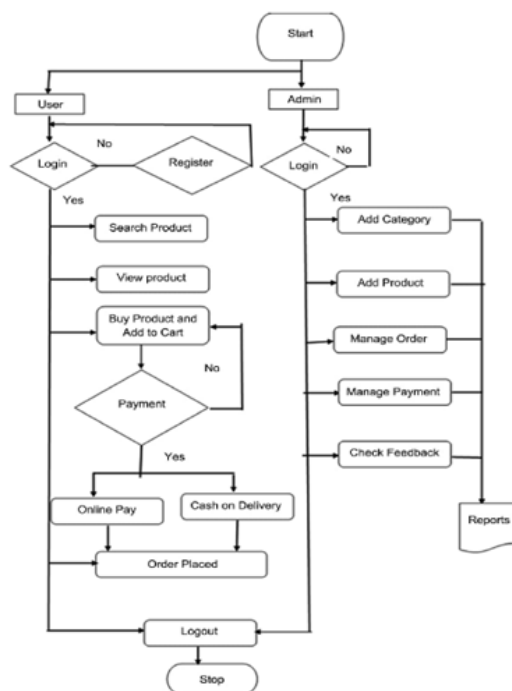 Start
User
Admin
No
Login
Register
No
Login
Yes
Yes
Search Product
Add Category
View product
Add Product
Buy Product and
Add to Cart
Manage Order
No
Payment
Manage Payment
Yes
Check Feedback
Online Pay
Cash on Delivery
Reports
Order Placed
Logout
Stop